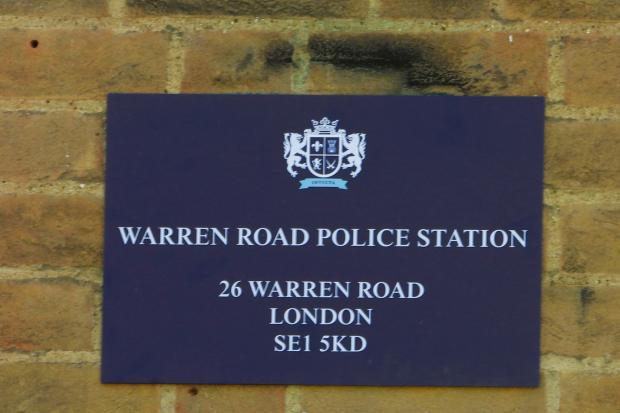 INVICTA
WARREN ROAD POLICE STATION
26 WARREN ROAD
LONDON
SE1 5KD